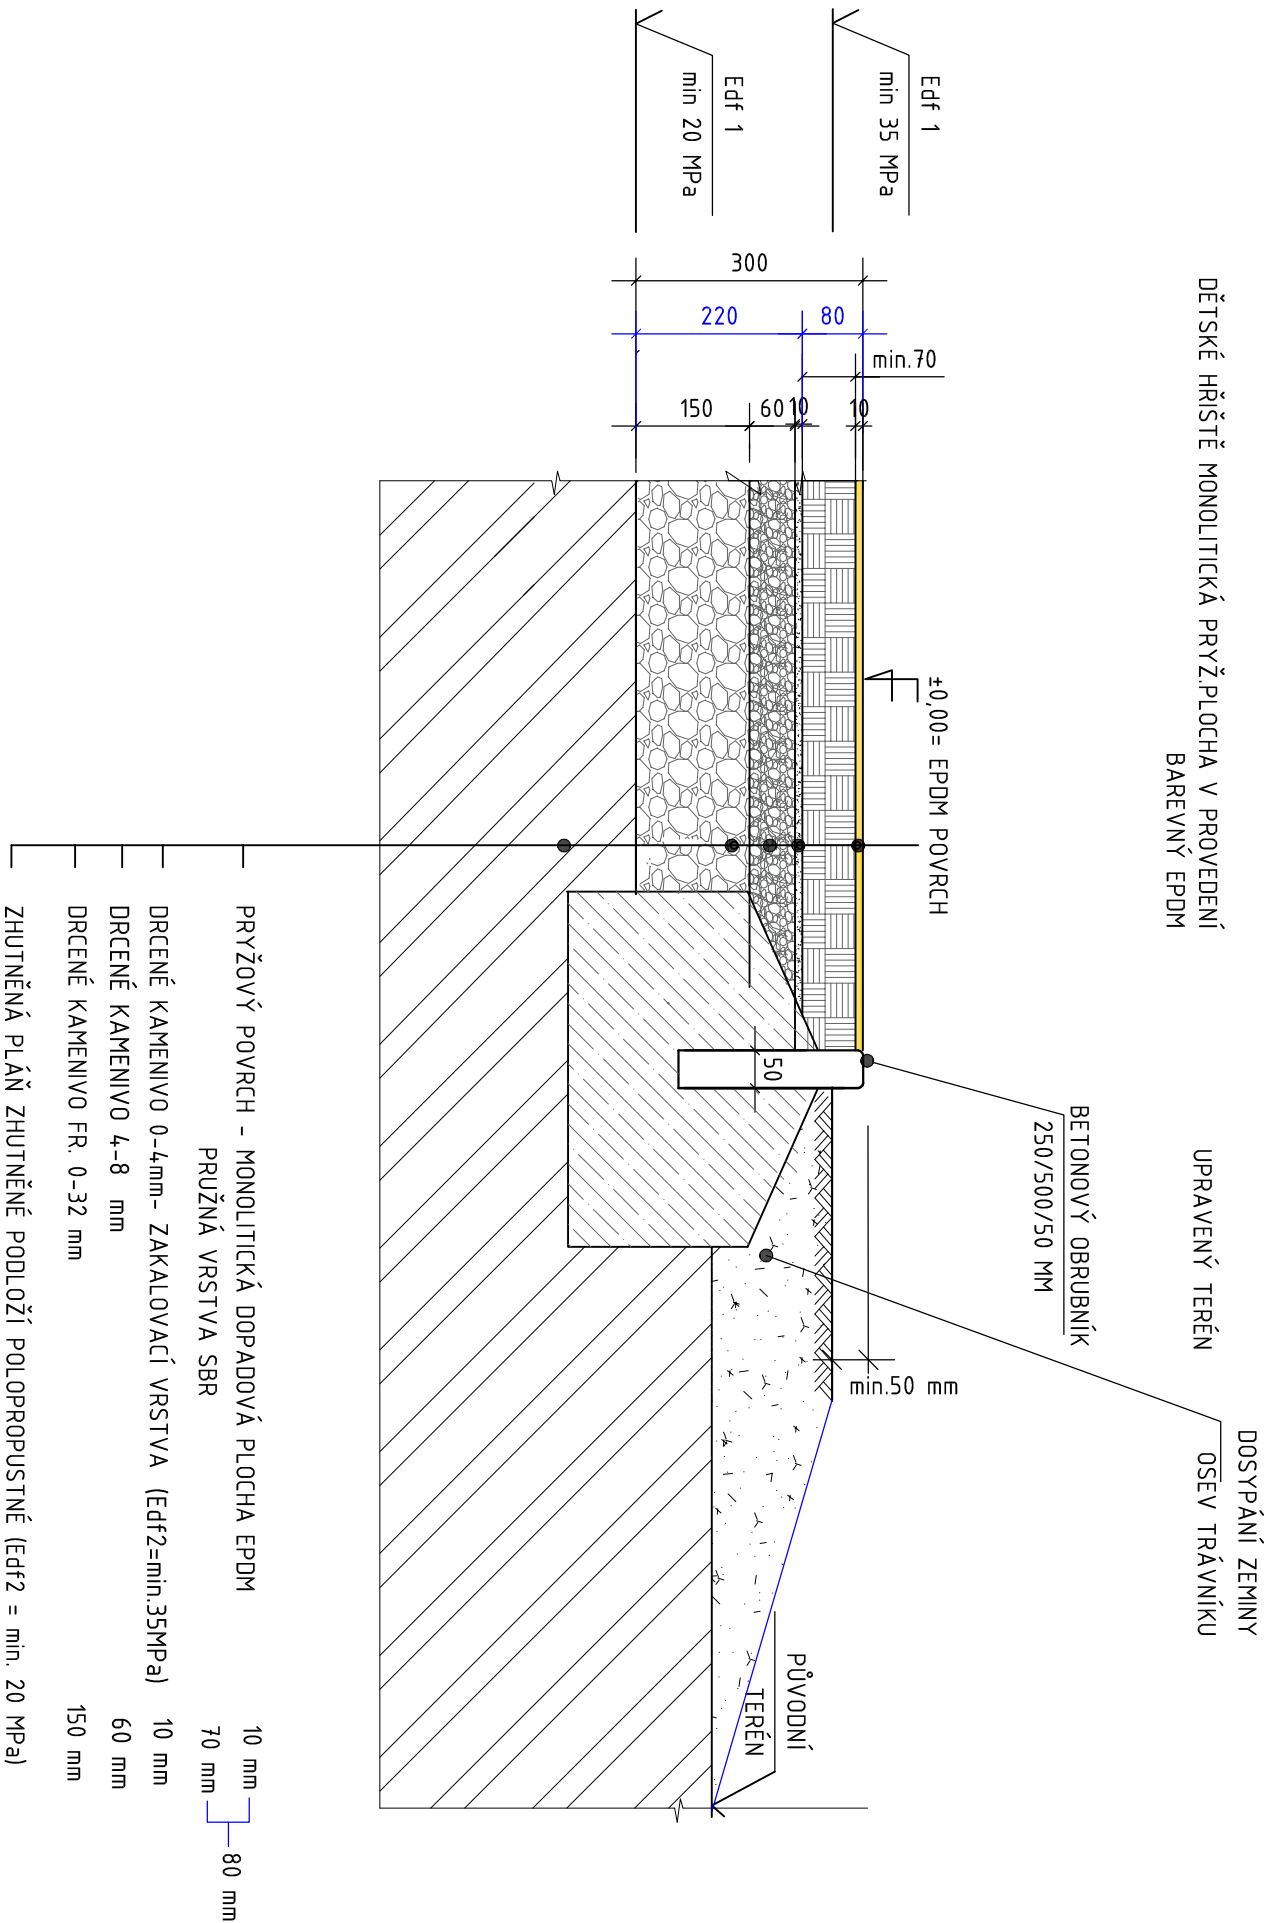 DĚTSKÉ HŘIŠTĚ MONOLITICKÁ PRYŽ.PLOCHA V PROVEDENÍ
BAREVNÝ EPDM
UPRAVENÝ TERÉN
DOSYPÁNÍ ZEMINY
OSEV TRÁVNÍKU
BETONOVÝ OBRUBNÍK
250/500/50 MM
Edf 1
min 35 MPa
Edf 1
min 20 MPa
±0,00= EPDM POVRCH
300
80
220
min.70
10
10
60
150
50
min.50 mm
PŮVODNÍ
TERÉN
PRYŽOVÝ POVRCH - MONOLITICKÁ DOPADOVÁ PLOCHA EPDM 10 mm
PRUŽNÁ VRSTVA SBR 70 mm
80 mm
DRCENÉ KAMENIVO 0-4mm- ZAKALOVACÍ VRSTVA (Edf2=min.35MPa) 10 mm
DRCENÉ KAMENIVO 4-8 mm 60 mm
DRCENÉ KAMENIVO FR. 0-32 mm 150 mm
ZHUTNĚNÁ PLÁŇ ZHUTNĚNÉ PODLOŽÍ POLOPROPUSTNÉ (Edf2 = min. 20 MPa)